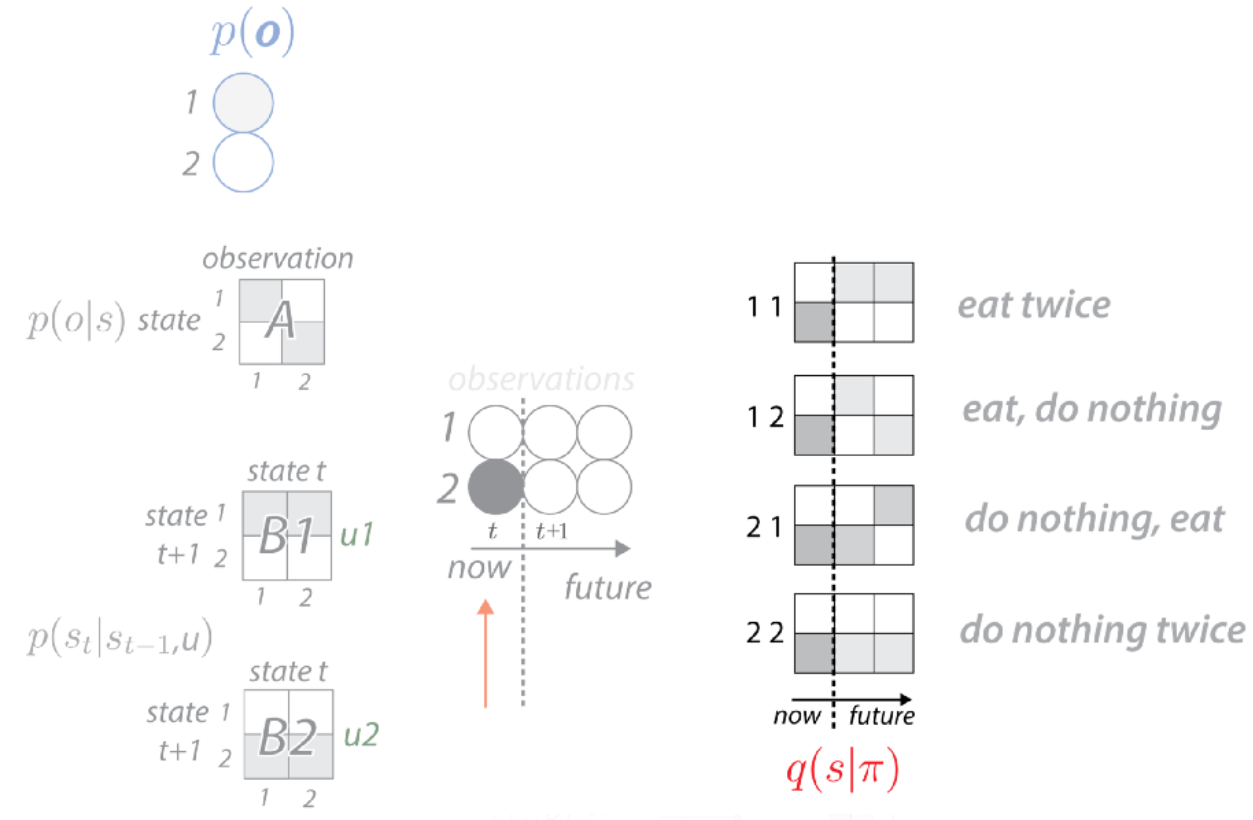 p(o)
1
2
observation
p(o|s) state 1
2
A
1 2
state t
state 1
t+1 2
B1
u1
1 2
p(s_t|s_{t−1},u)
state t
state 1
t+1 2
B2
u2
1 2
observations
1
2
t t+1
now
future
1 1 eat twice
1 2 eat, do nothing
2 1 do nothing, eat
2 2 do nothing twice
now future
q(s|π)